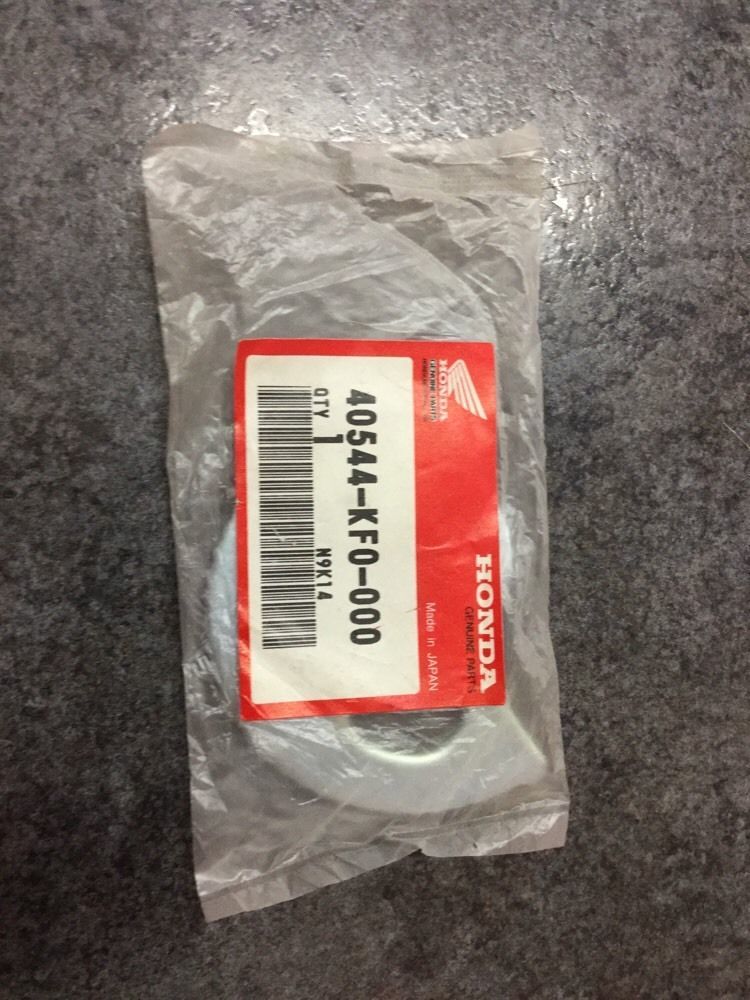 HONDA
GENUINE PARTS
HONDA
GENUINE PARTS
Made in JAPAN
40544-KF0-000
QTY 1
N9K14